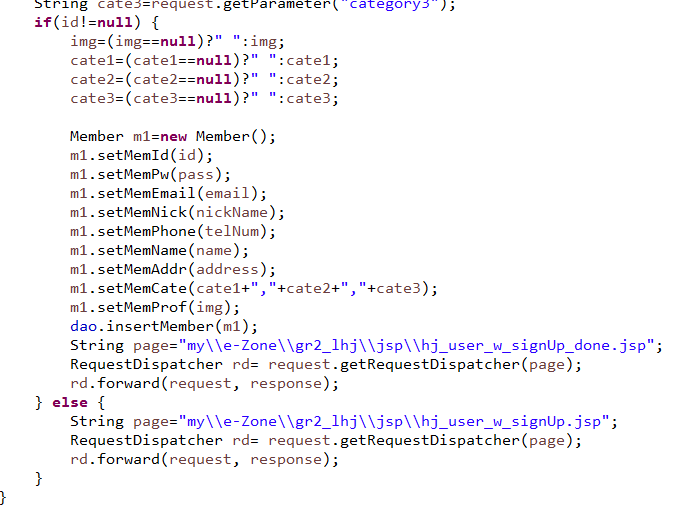 String cate3=request.getParameter("category3");
if(id!=null) {
img=(img==null)?" ":img;
cate1=(cate1==null)?" ":cate1;
cate2=(cate2==null)?" ":cate2;
cate3=(cate3==null)?" ":cate3;
Member m1=new Member();
m1.setMemId(id);
m1.setMemPw(pass);
m1.setMemEmail(email);
m1.setMemNick(nickName);
m1.setMemPhone(telNum);
m1.setMemName(name);
m1.setMemAddr(address);
m1.setMemCate(cate1+","+cate2+","+cate3);
m1.setMemProf(img);
dao.insertMember(m1);
String page="my\\e-Zone\\gr2_lhj\\jsp\\hj_user_w_signUp_done.jsp";
RequestDispatcher rd= request.getRequestDispatcher(page);
rd.forward(request, response);
} else {
String page="my\\e-Zone\\gr2_lhj\\jsp\\hj_user_w_signUp.jsp";
RequestDispatcher rd= request.getRequestDispatcher(page);
rd.forward(request, response);
}
}